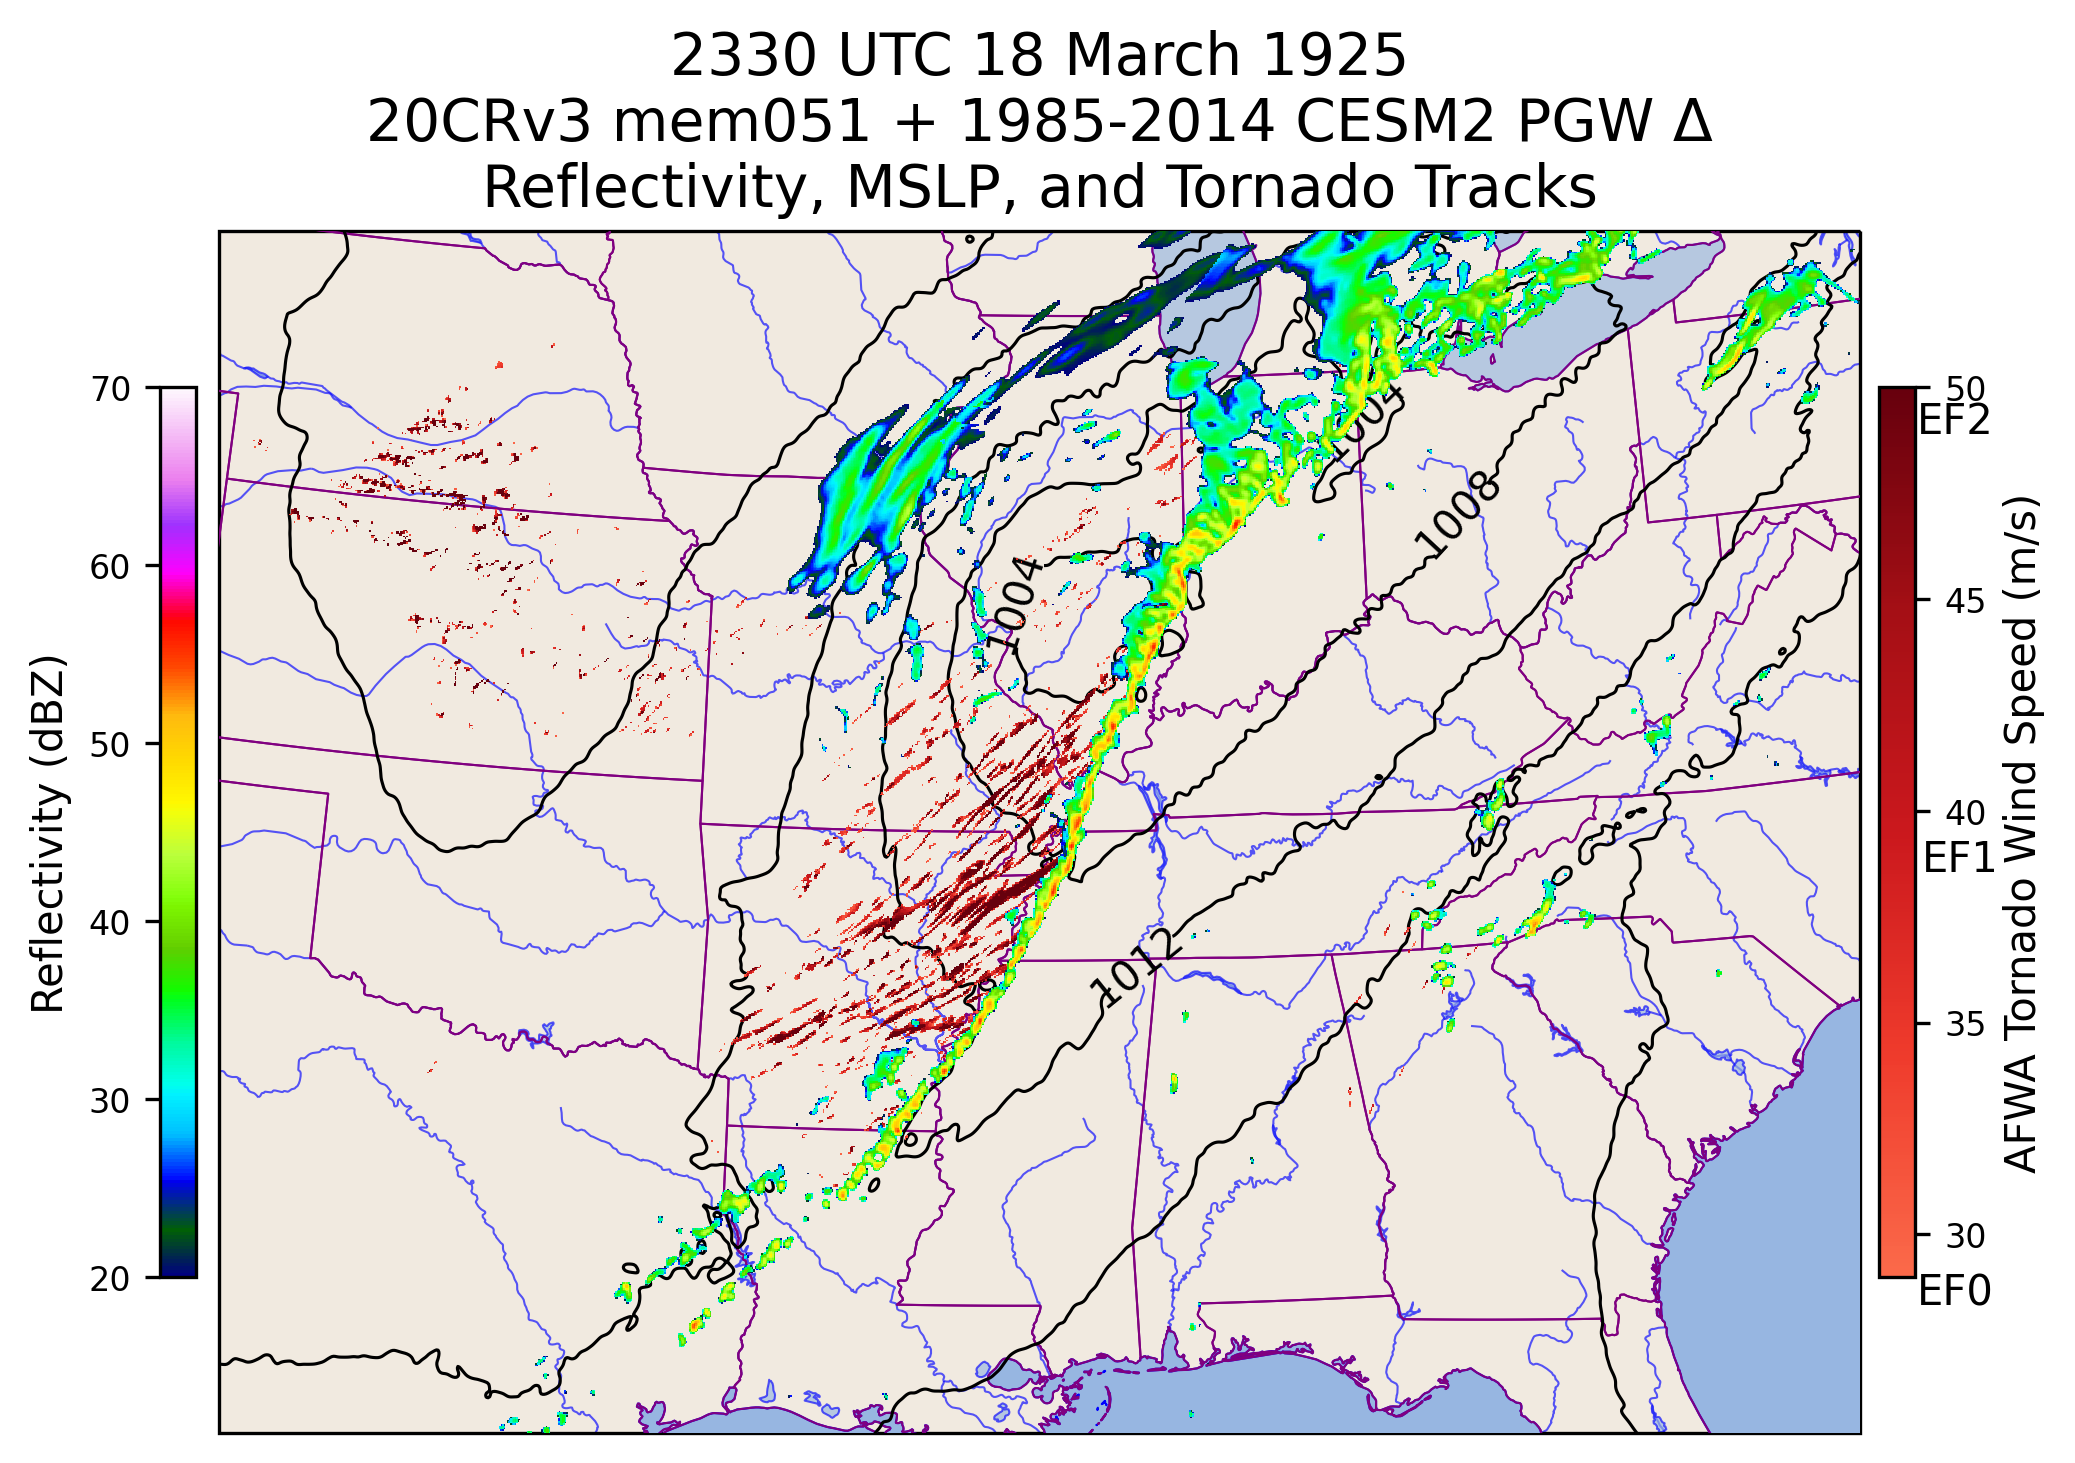 2330 UTC 18 March 1925
20CRv3 mem051 + 1985-2014 CESM2 PGW Δ
Reflectivity, MSLP, and Tornado Tracks
70
60
50
40
30
20
Reflectivity (dBZ)
1004
1008
1004
1012
50
EF2
45
40
EF1
35
30
EF0
AFWA Tornado Wind Speed (m/s)